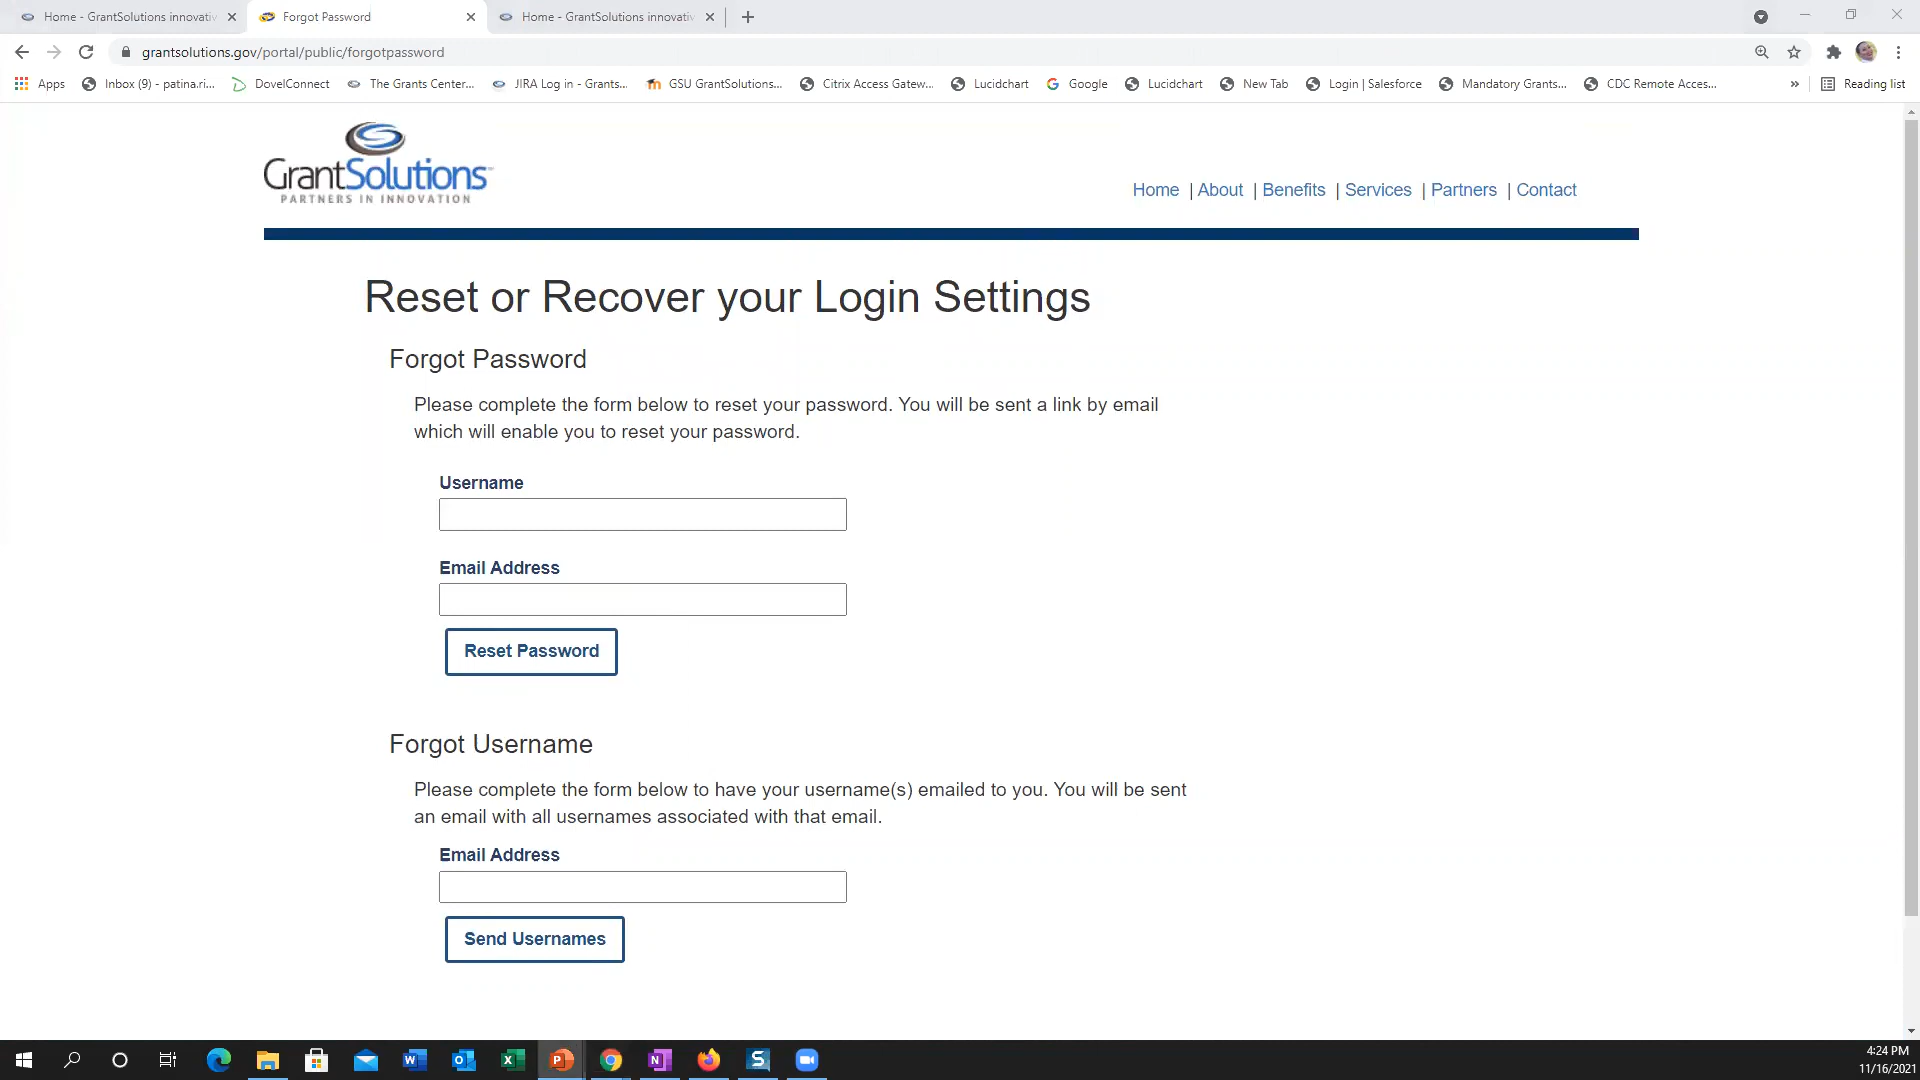 Home - GrantSolutions innovativ
Forgot Password
Home - GrantSolutions innovativ
grantsolutions.gov/portal/public/forgotpassword
Apps
Inbox (9) - patina.ri...
DovelConnect
The Grants Center...
JIRA Log in - Grants...
GSU GrantSolutions...
Citrix Access Gatew...
Lucidchart
Google
Lucidchart
New Tab
Login | Salesforce
Mandatory Grants...
CDC Remote Acces...
»
Reading list
GrantSolutions
PARTNERS IN INNOVATION
Home | About | Benefits | Services | Partners | Contact
Reset or Recover your Login Settings
Forgot Password
Please complete the form below to reset your password. You will be sent a link by email
which will enable you to reset your password.
Username
Email Address
Reset Password
Forgot Username
Please complete the form below to have your username(s) emailed to you. You will be sent
an email with all usernames associated with that email.
Email Address
Send Usernames
4:24 PM
11/16/2021